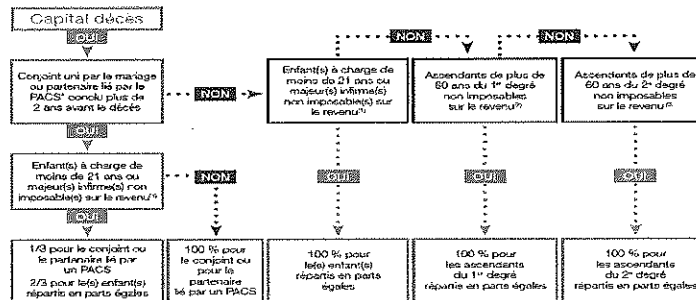 Capital décès
OUI
Conjoint uni par le mariage
ou partenaire lié par le
PACS* conclu plus de
2 ans avant le décès
NON
Enfant(s) à charge de
moins de 21 ans ou
majeur(s) infirme(s)
non imposable(s) sur
le revenu⁽¹⁾
NON
Ascendants de plus de
60 ans du 1er degré
non imposables
sur le revenu⁽²⁾
NON
Ascendants de plus de
60 ans du 2e degré
non imposables
sur le revenu⁽²⁾
OUI
Enfant(s) à charge de
moins de 21 ans ou
majeur(s) infirme(s) non
imposable(s) sur le revenu⁽¹⁾
NON
OUI
OUI
OUI
OUI
1/3 pour le conjoint ou
le partenaire lié par
un PACS
2/3 pour le(s) enfant(s)
répartis en parts égales
100 % pour
le conjoint ou
pour le
partenaire
lié par un PACS
100 % pour
le(s) enfant(s)
répartis en parts
égales
100 % pour
les ascendants
du 1er degré
répartis en parts égales
100 % pour
les ascendants
du 2e degré
répartis en parts égales